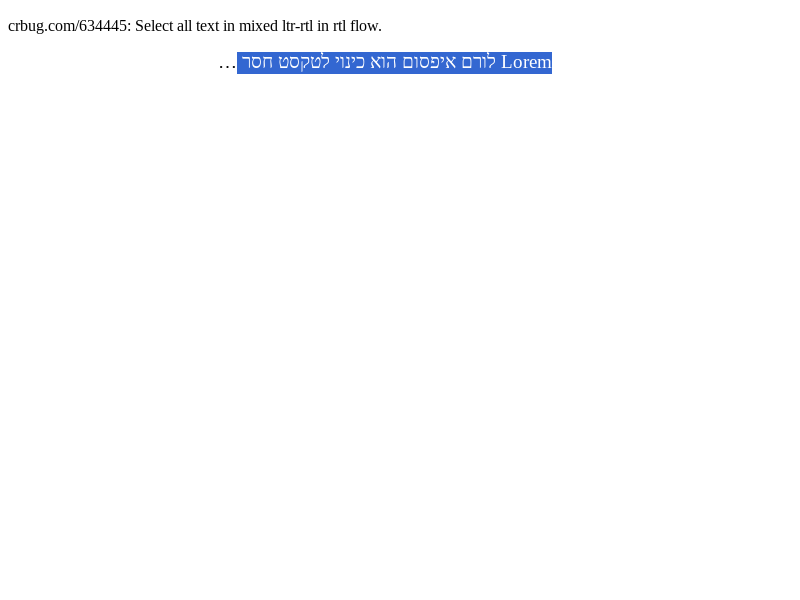 crbug.com/634445: Select all text in mixed ltr-rtl in rtl flow.
Lorem לורם איפסום הוא כינוי לטקסט חסר …